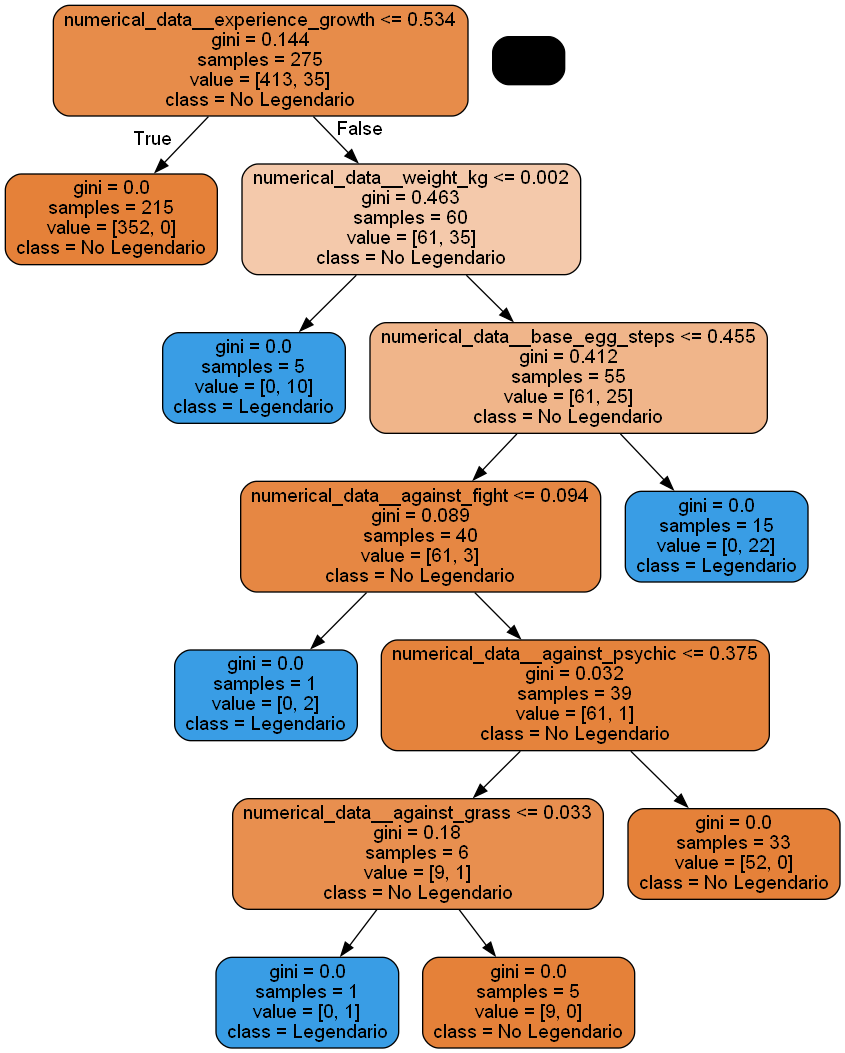 numerical_data__experience_growth <= 0.534
gini = 0.144
samples = 275
value = [413, 35]
class = No Legendario
True
False
gini = 0.0
samples = 215
value = [352, 0]
class = No Legendario
numerical_data__weight_kg <= 0.002
gini = 0.463
samples = 60
value = [61, 35]
class = No Legendario
gini = 0.0
samples = 5
value = [0, 10]
class = Legendario
numerical_data__base_egg_steps <= 0.455
gini = 0.412
samples = 55
value = [61, 25]
class = No Legendario
numerical_data__against_fight <= 0.094
gini = 0.089
samples = 40
value = [61, 3]
class = No Legendario
gini = 0.0
samples = 15
value = [0, 22]
class = Legendario
gini = 0.0
samples = 1
value = [0, 2]
class = Legendario
numerical_data__against_psychic <= 0.375
gini = 0.032
samples = 39
value = [61, 1]
class = No Legendario
numerical_data__against_grass <= 0.033
gini = 0.18
samples = 6
value = [9, 1]
class = No Legendario
gini = 0.0
samples = 33
value = [52, 0]
class = No Legendario
gini = 0.0
samples = 1
value = [0, 1]
class = Legendario
gini = 0.0
samples = 5
value = [9, 0]
class = No Legendario